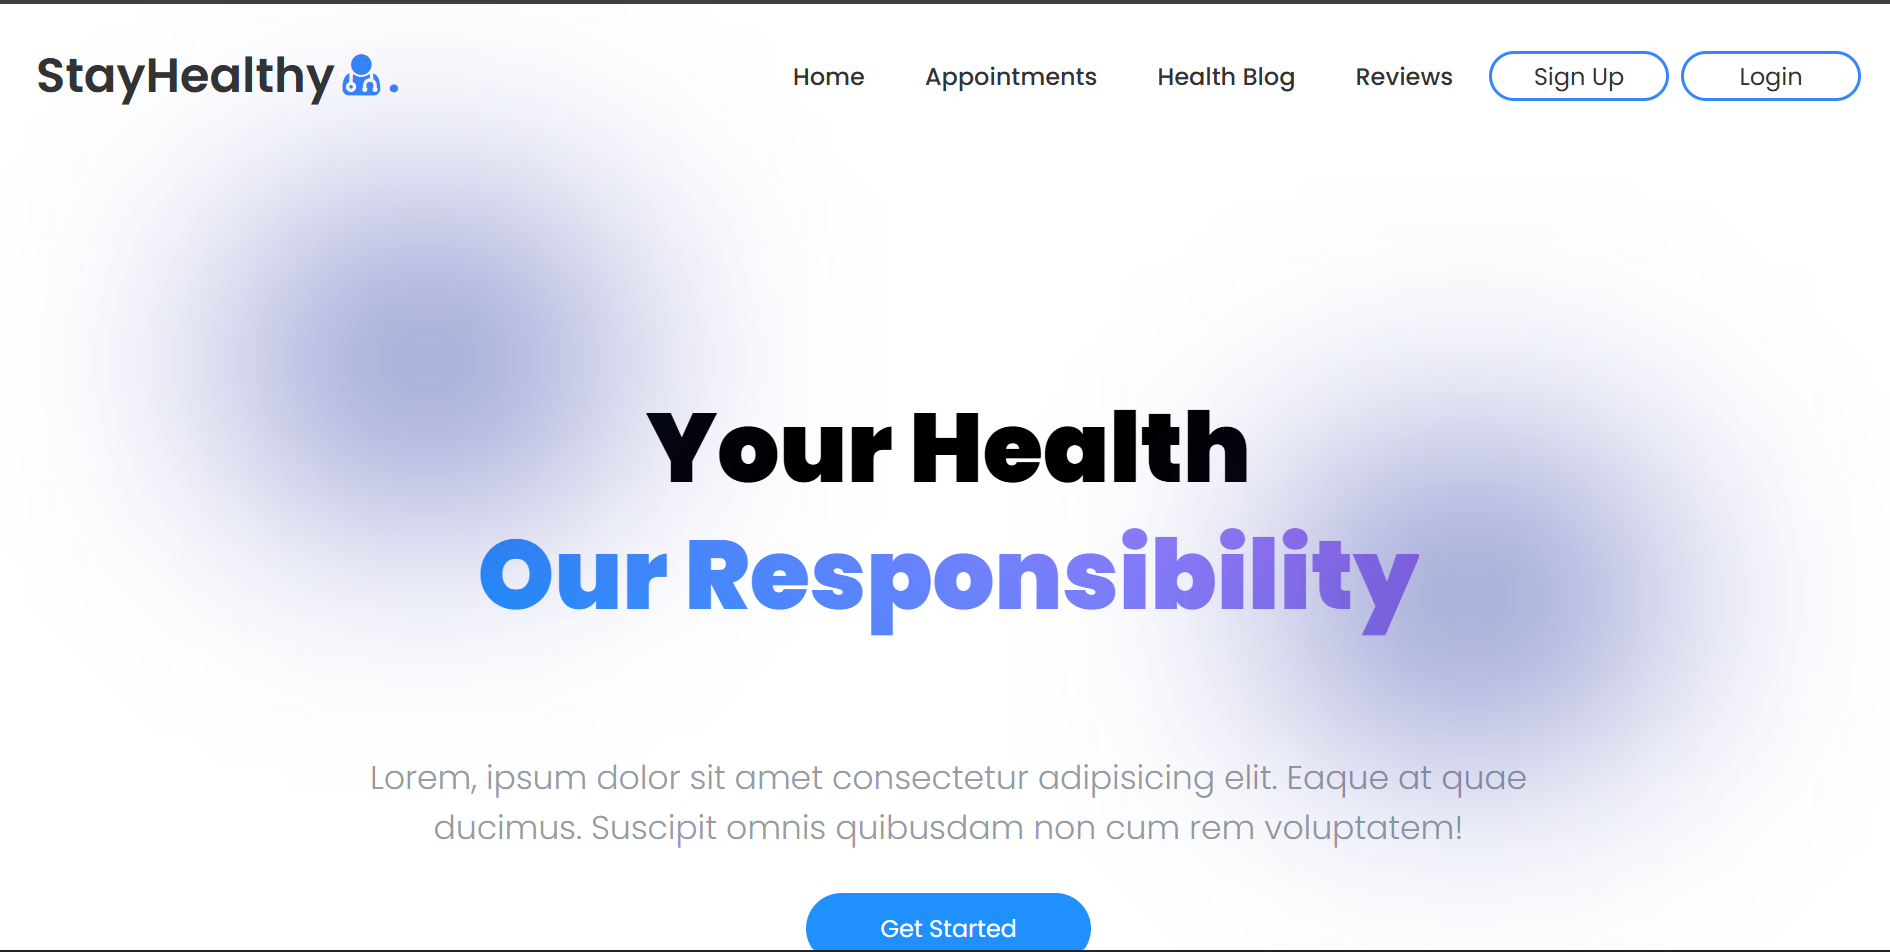 StayHealthy.
Home Appointments Health Blog Reviews Sign Up Login
Your Health
Our Responsibility
Lorem, ipsum dolor sit amet consectetur adipisicing elit. Eaque at quae
ducimus. Suscipit omnis quibusdam non cum rem voluptatem!
Get Started